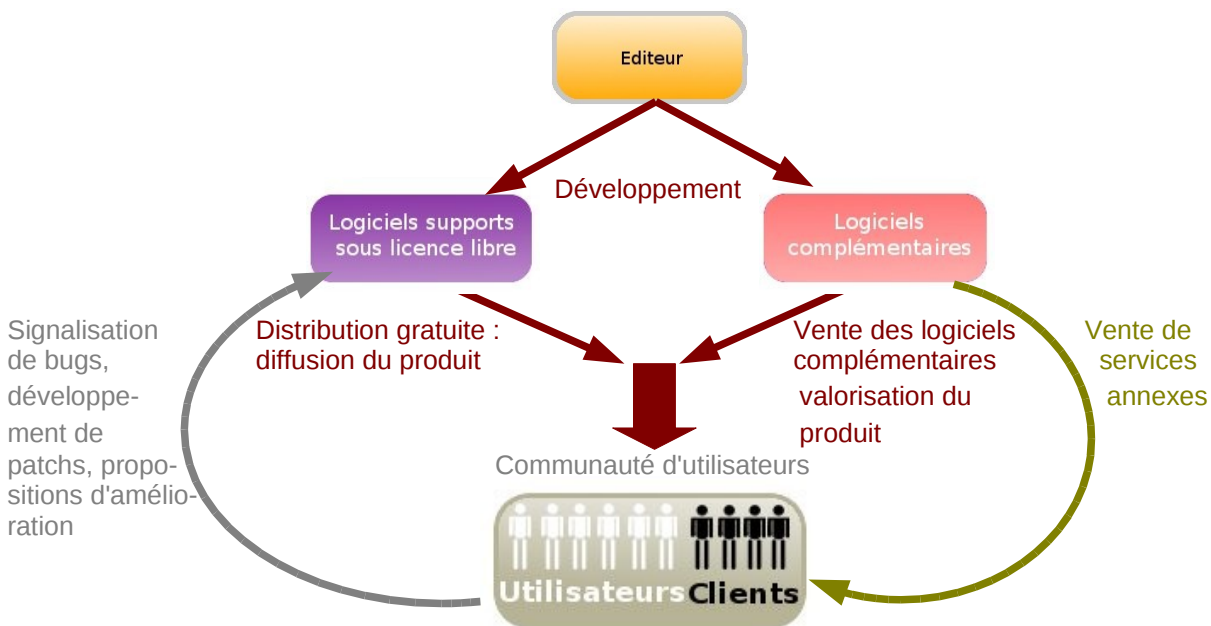 Editeur
Développement
Logiciels supports
sous licence libre
Logiciels
complémentaires
Signalisation
de bugs,
développe-
ment de
patchs, propo-
sitions d'amélio-
ration
Distribution gratuite :
diffusion du produit
Vente des logiciels
complémentaires
valorisation du
produit
Vente de
services
annexes
Communauté d'utilisateurs
Utilisateurs Clients